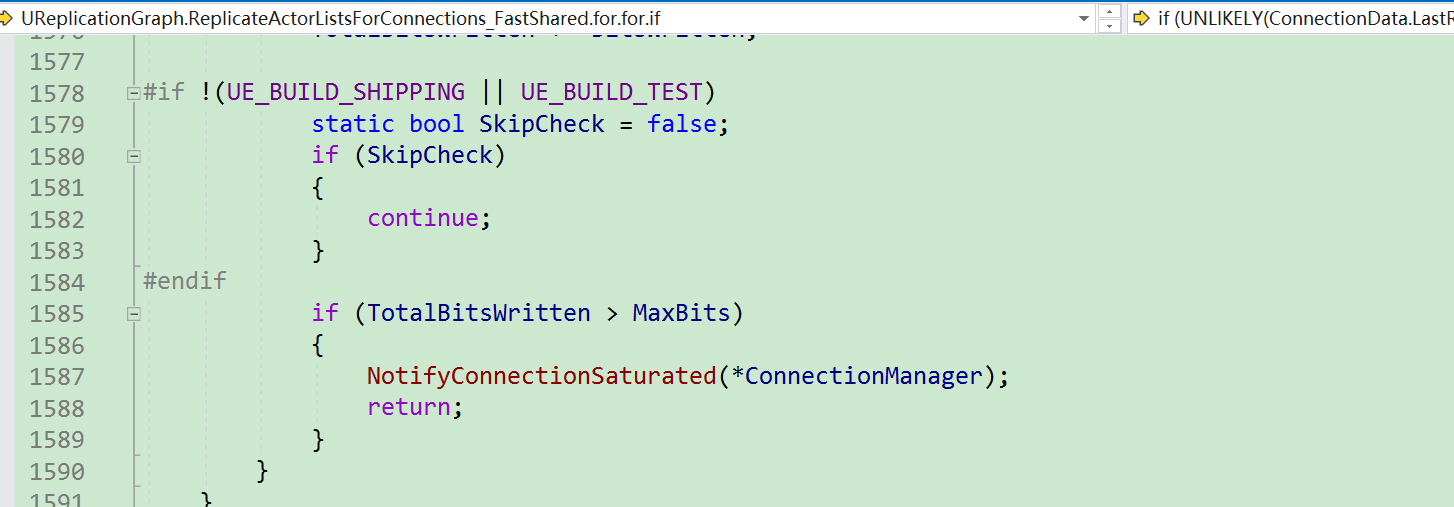 UReplicationGraph.ReplicateActorListsForConnections_FastShared.for.for.if
if (UNLIKELY(ConnectionData.LastR
1577
1578 #if !(UE_BUILD_SHIPPING || UE_BUILD_TEST)
1579 static bool SkipCheck = false;
1580 if (SkipCheck)
1581 {
1582 continue;
1583 }
1584 #endif
1585 if (TotalBitsWritten > MaxBits)
1586 {
1587 NotifyConnectionSaturated(*ConnectionManager);
1588 return;
1589 }
1590 }
1591 }